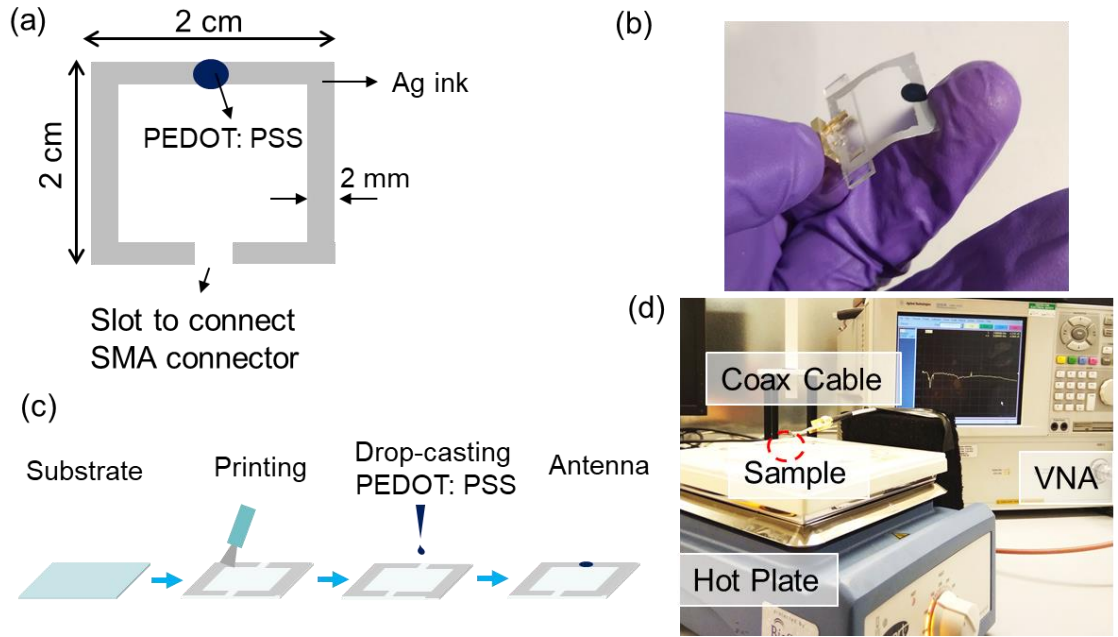 (a)
2 cm
2 cm
Ag ink
PEDOT: PSS
2 mm
Slot to connect
SMA connector
(b)
(c)
Substrate
Printing
Drop-casting
PEDOT: PSS
Antenna
(d)
Coax Cable
Sample
VNA
Hot Plate